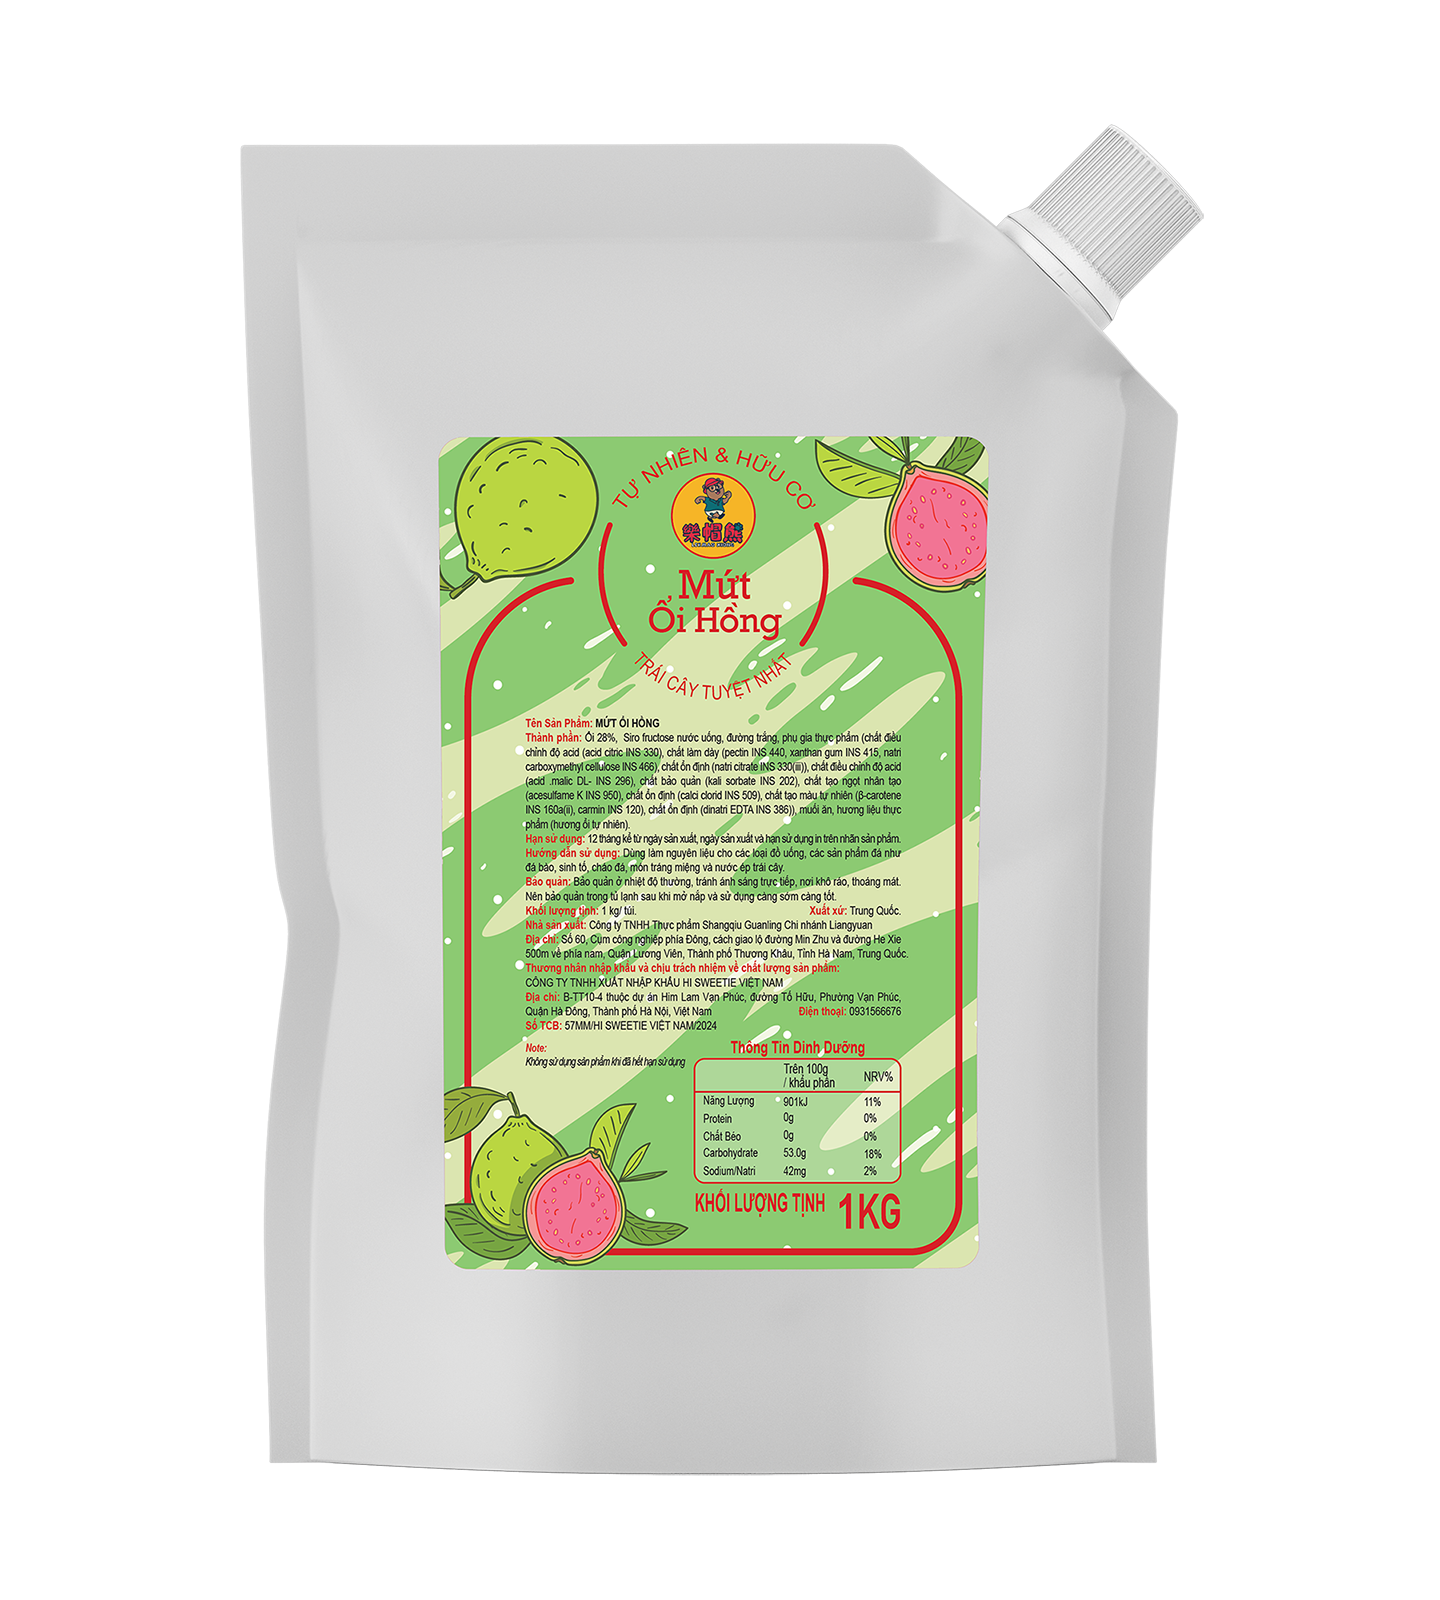 TỰ NHIÊN & HỮU CƠ
樂帽熊
Mứt
Ổi Hồng
TRÁI CÂY TUYỆT NHẤT
Tên Sản Phẩm: MỨT ỔI HỒNG
Thành phần: Ổi 28%, Siro fructose nước uống, đường trắng, phụ gia thực phẩm (chất điều
chỉnh độ acid (acid citric INS 330), chất làm dày (pectin INS 440, xanthan gum INS 415, natri
carboxymethyl cellulose INS 466), chất ổn định (natri citrate INS 330(iii)), chất điều chỉnh độ acid
(acid .malic DL- INS 296), chất bảo quản (kali sorbate INS 202), chất tạo ngọt nhân tạo
(acesulfame K INS 950), chất ổn định (calci clorid INS 509), chất tạo màu tự nhiên (β-carotene
INS 160a(ii), carmin INS 120), chất ổn định (dinatri EDTA INS 386)), muối ăn, hương liệu thực
phẩm (hương ổi tự nhiên).
Hạn sử dụng: 12 tháng kể từ ngày sản xuất, ngày sản xuất và hạn sử dụng in trên nhãn sản phẩm.
Hướng dẫn sử dụng: Dùng làm nguyên liệu cho các loại đồ uống, các sản phẩm đá như
đá bào, sinh tố, cháo đá, món tráng miệng và nước ép trái cây.
Bảo quản: Bảo quản ở nhiệt độ thường, tránh ánh sáng trực tiếp, nơi khô ráo, thoáng mát.
Nên bảo quản trong tủ lạnh sau khi mở nắp và sử dụng càng sớm càng tốt.
Khối lượng tịnh: 1 kg/ túi. Xuất xứ: Trung Quốc.
Nhà sản xuất: Công ty TNHH Thực phẩm Shangqiu Guanling Chi nhánh Liangyuan
Địa chỉ: Số 60, Cụm công nghiệp phía Đông, cách giao lộ đường Min Zhu và đường He Xie
500m về phía nam, Quận Lương Viên, Thành phố Thương Khâu, Tỉnh Hà Nam, Trung Quốc.
Thương nhân nhập khẩu và chịu trách nhiệm về chất lượng sản phẩm:
CÔNG TY TNHH XUẤT NHẬP KHẨU HI SWEETIE VIỆT NAM
Địa chỉ: B-TT10-4 thuộc dự án Him Lam Vạn Phúc, đường Tố Hữu, Phường Vạn Phúc,
Quận Hà Đông, Thành phố Hà Nội, Việt Nam Điện thoại: 0931566676
Số TCB: 57MM/HI SWEETIE VIỆT NAM/2024
Note:
Không sử dụng sản phẩm khi đã hết hạn sử dụng
Thông Tin Dinh Dưỡng
Trên 100g
/ khẩu phần NRV%
Năng Lượng 901kJ 11%
Protein 0g 0%
Chất Béo 0g 0%
Carbohydrate 53.0g 18%
Sodium/Natri 42mg 2%
KHỐI LƯỢNG TỊNH 1KG